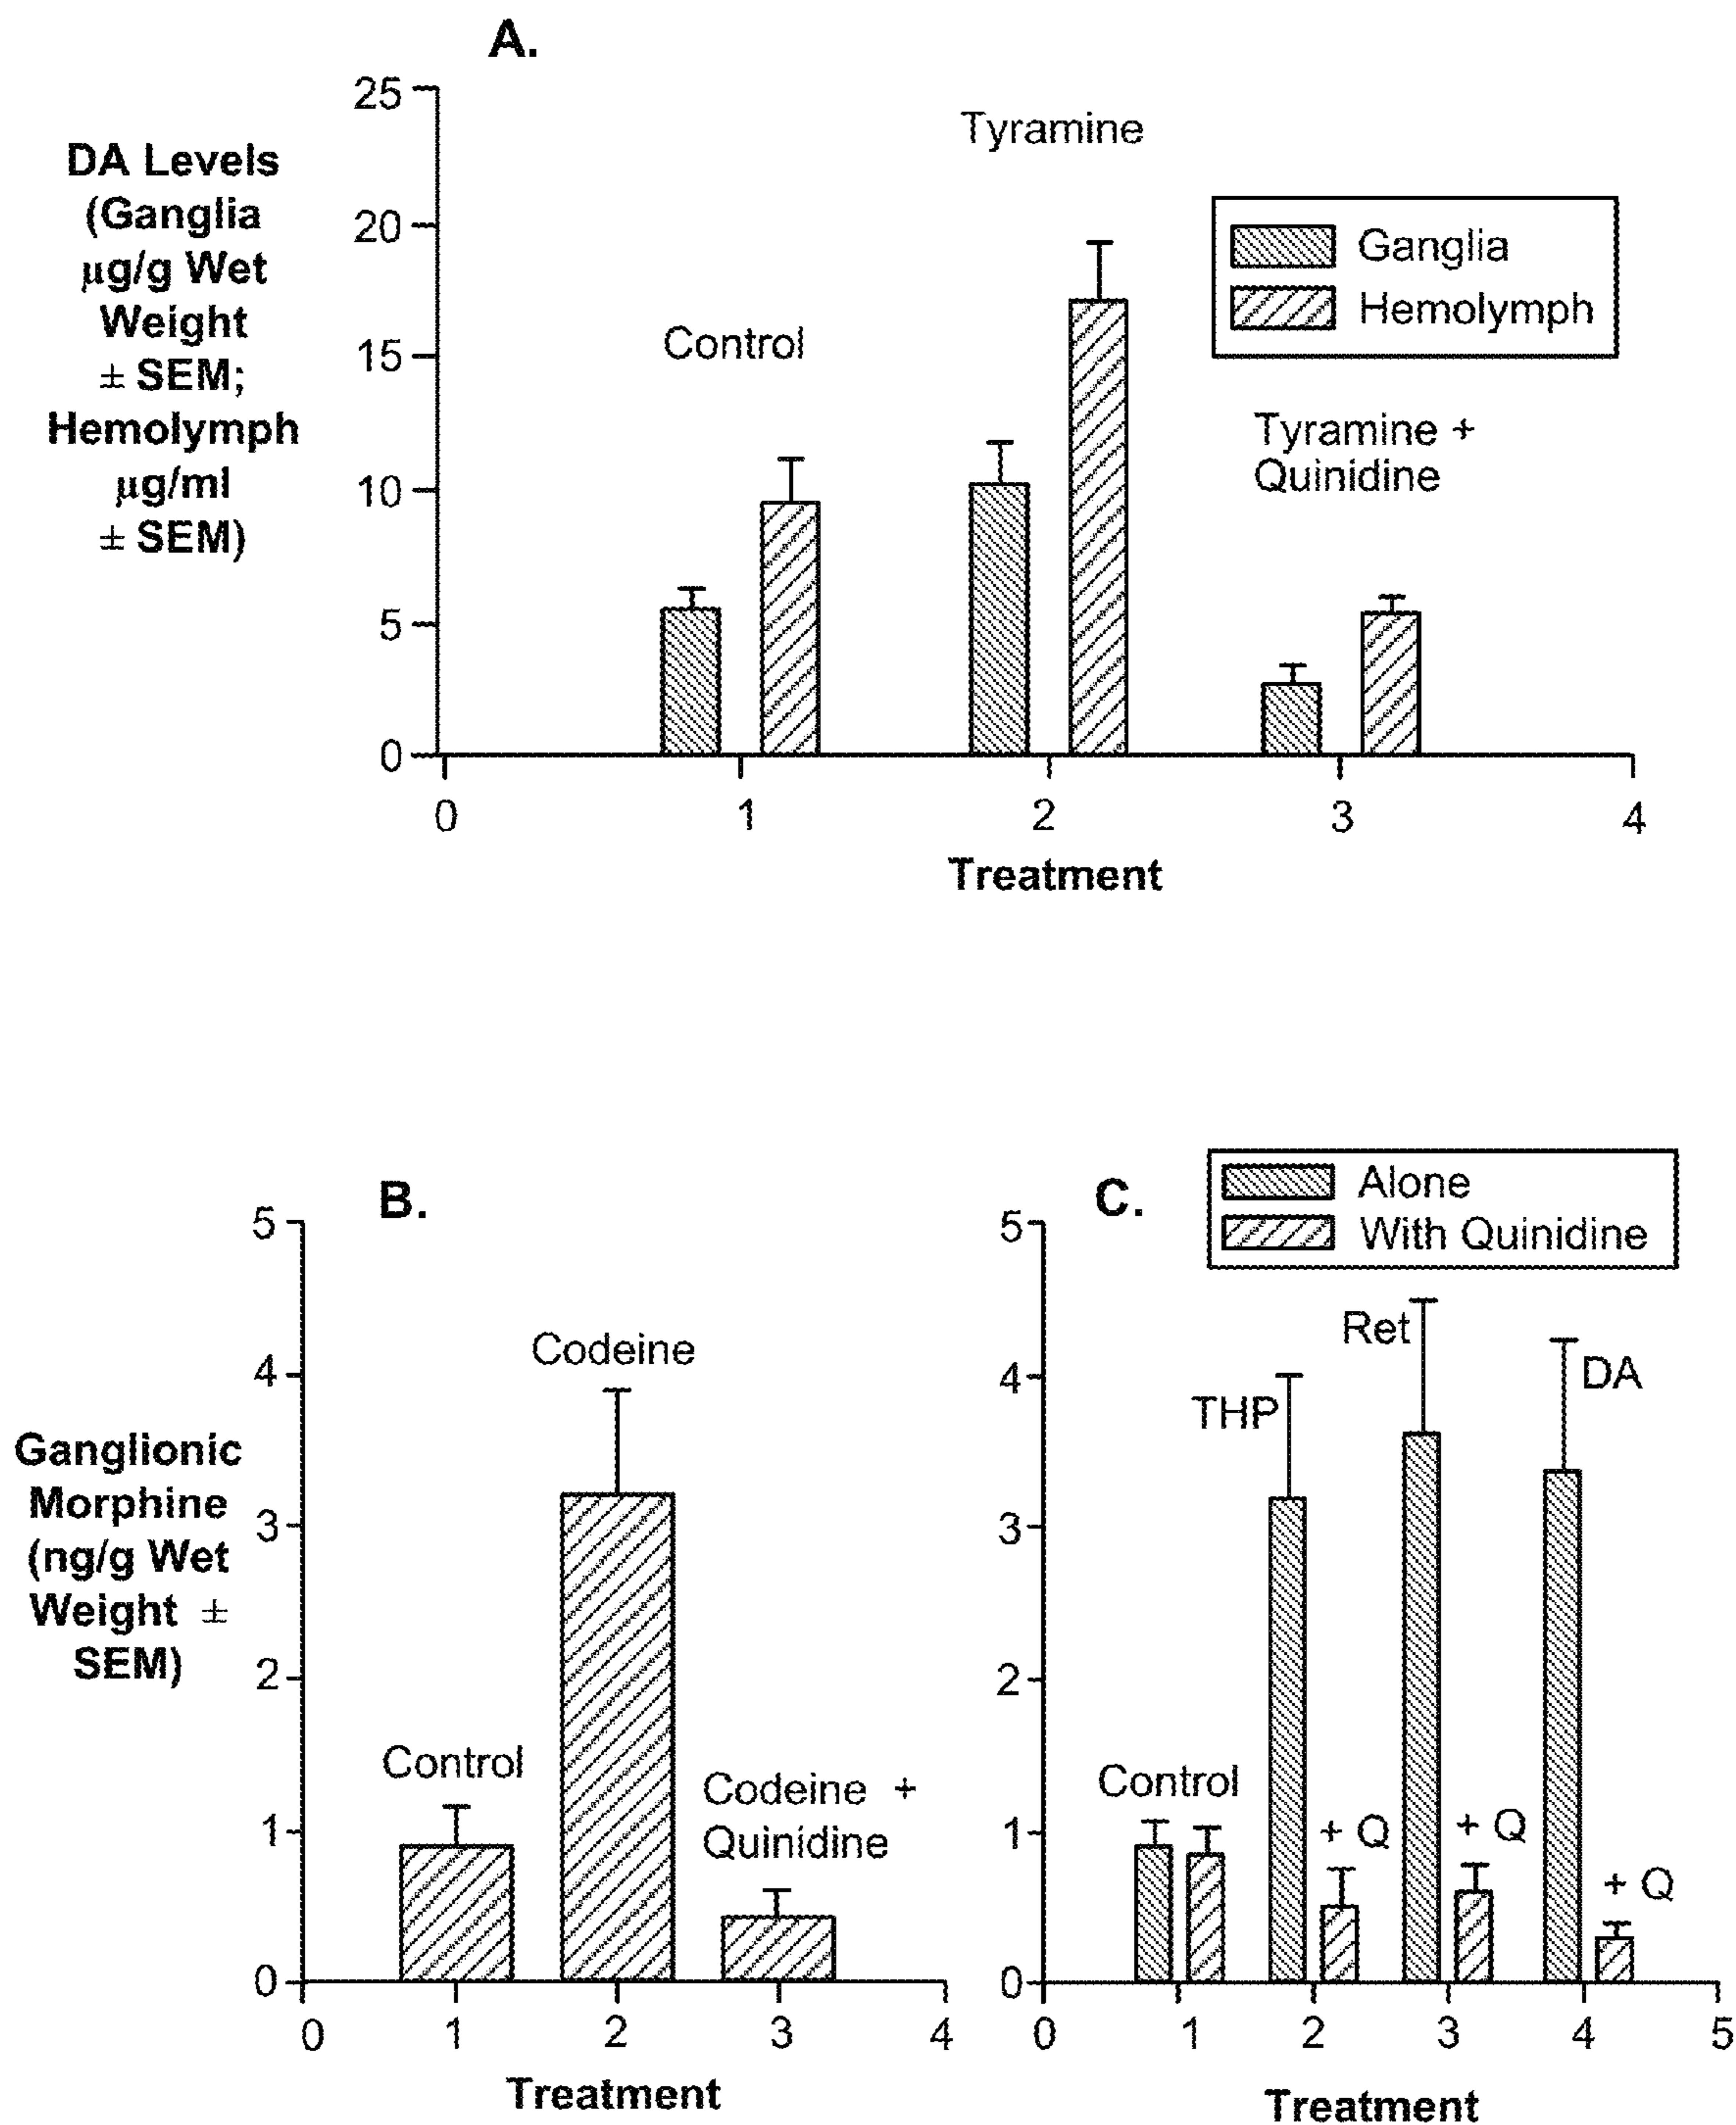 A.
DA Levels
(Ganglia
µg/g Wet
Weight
± SEM;
Hemolymph
µg/ml
± SEM)
25
20
15
10
5
0
Control
Tyramine
Tyramine +
Quinidine
Ganglia
Hemolymph
0 1 2 3 4
Treatment
B.
Ganglionic
Morphine
(ng/g Wet
Weight ±
SEM)
5
4
3
2
1
0
Control
Codeine
Codeine +
Quinidine
0 1 2 3 4
Treatment
C.
Alone
With Quinidine
5
4
3
2
1
0
Control
THP
+ Q
Ret
+ Q
DA
+ Q
0 1 2 3 4 5
Treatment